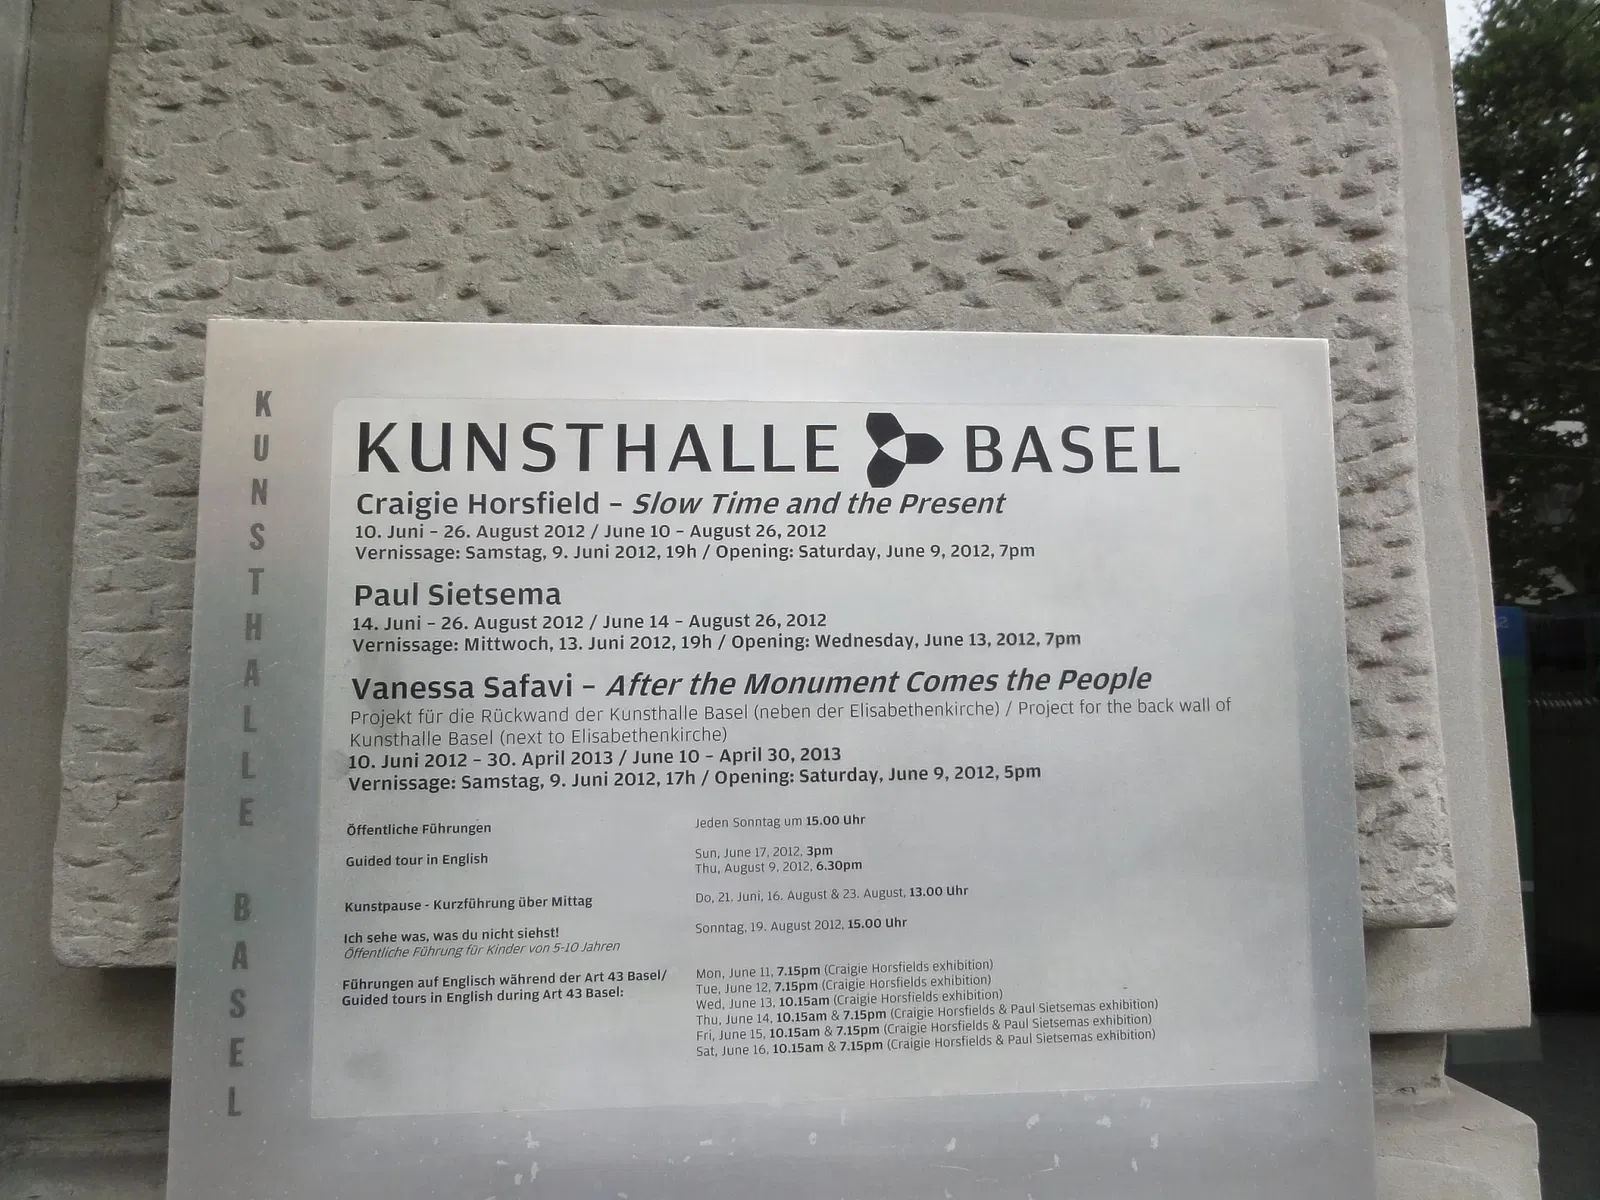 KUNSTHALLE BASEL
KUNSTHALLE BASEL
Craigie Horsfield – Slow Time and the Present
10. Juni – 26. August 2012 / June 10 – August 26, 2012
Vernissage: Samstag, 9. Juni 2012, 19h / Opening: Saturday, June 9, 2012, 7pm
Paul Sietsema
14. Juni – 26. August 2012 / June 14 – August 26, 2012
Vernissage: Mittwoch, 13. Juni 2012, 19h / Opening: Wednesday, June 13, 2012, 7pm
Vanessa Safavi – After the Monument Comes the People
Projekt für die Rückwand der Kunsthalle Basel (neben der Elisabethenkirche) / Project for the back wall of
Kunsthalle Basel (next to Elisabethenkirche)
10. Juni 2012 – 30. April 2013 / June 10 – April 30, 2013
Vernissage: Samstag, 9. Juni 2012, 17h / Opening: Saturday, June 9, 2012, 5pm
Öffentliche Führungen Jeden Sonntag um 15.00 Uhr
Guided tour in English Sun, June 17, 2012, 3pm
Thu, August 9, 2012, 6.30pm
Kunstpause - Kurzführung über Mittag Do, 21. Juni, 16. August & 23. August, 13.00 Uhr
Ich sehe was, was du nicht siehst! Sonntag, 19. August 2012, 15.00 Uhr
Öffentliche Führung für Kinder von 5-10 Jahren
Führungen auf Englisch während der Art 43 Basel/ Mon, June 11, 7.15pm (Craigie Horsfields exhibition)
Guided tours in English during Art 43 Basel: Tue, June 12, 7.15pm (Craigie Horsfields exhibition)
Wed, June 13, 10.15am (Craigie Horsfields exhibition)
Thu, June 14, 10.15am & 7.15pm (Craigie Horsfields & Paul Sietsemas exhibition)
Fri, June 15, 10.15am & 7.15pm (Craigie Horsfields & Paul Sietsemas exhibition)
Sat, June 16, 10.15am & 7.15pm (Craigie Horsfields & Paul Sietsemas exhibition)